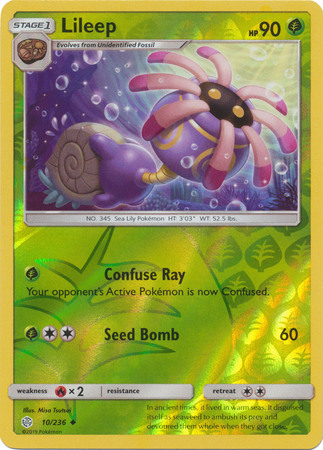 STAGE 1 Lileep HP 90
Evolves from Unidentified Fossil
NO. 345 Sea Lily Pokémon HT: 3'03" WT: 52.5 lbs.
Confuse Ray
Your opponent's Active Pokémon is now Confused.
Seed Bomb 60
weakness × 2 resistance retreat
Illus. Misa Tsutsui
10/236
©2019 Pokémon
In ancient times, it lived in warm seas. It disguised
itself as seaweed to ambush its prey and
devoured them whole when they got close.